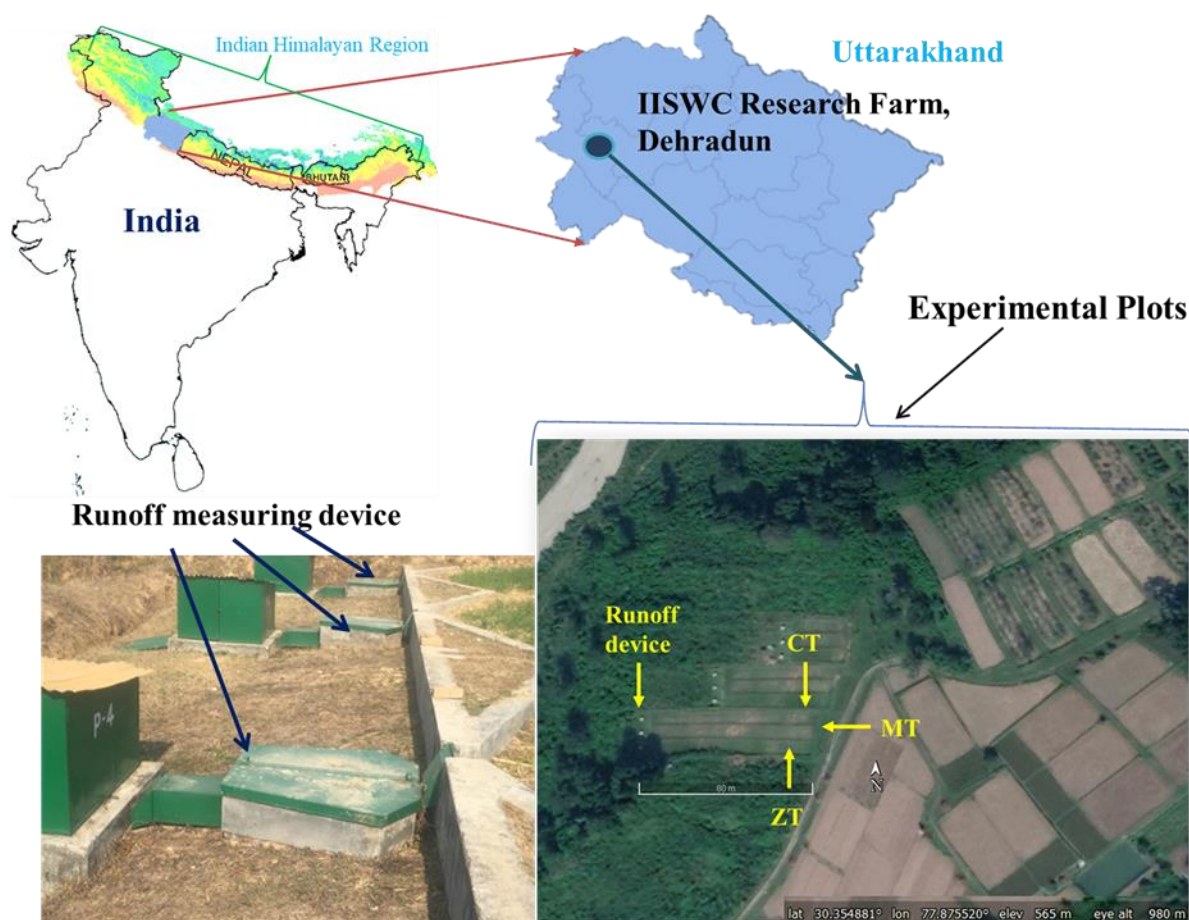 Indian Himalayan Region
Uttarakhand
IISWC Research Farm,
Dehradun
NEPAL
BHUTAN
India
Experimental Plots
Runoff measuring device
P-4
Runoff
device
CT
MT
ZT
80 m
N
lat 30.354881° lon 77.875520° elev 565 m eye alt 980 m